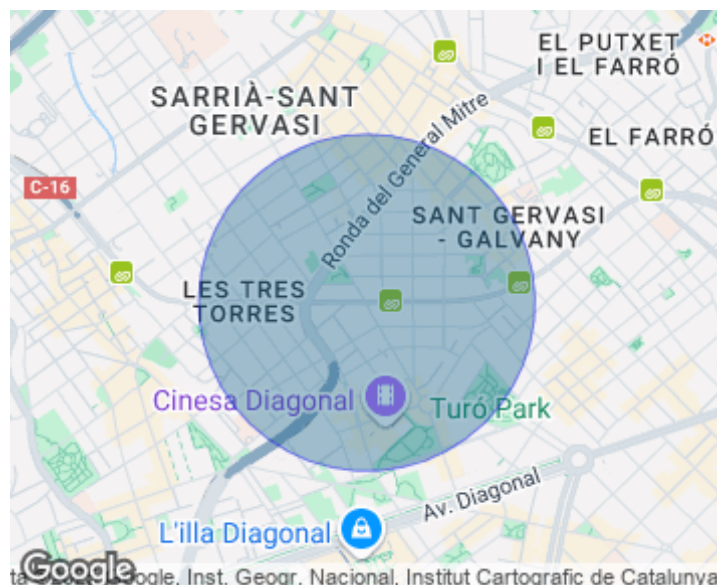 EL PUTXET
I EL FARRÓ
SARRIÀ-SANT
GERVASI
Ronda del General Mitre
EL FARRÓ
C-16
SANT GERVASI
- GALVANY
LES TRES
TORRES
Cinesa Diagonal
Turó Park
Av. Diagonal
L'illa Diagonal
Google
Google, Inst. Geogr. Nacional, Institut Cartografic de Catalunya